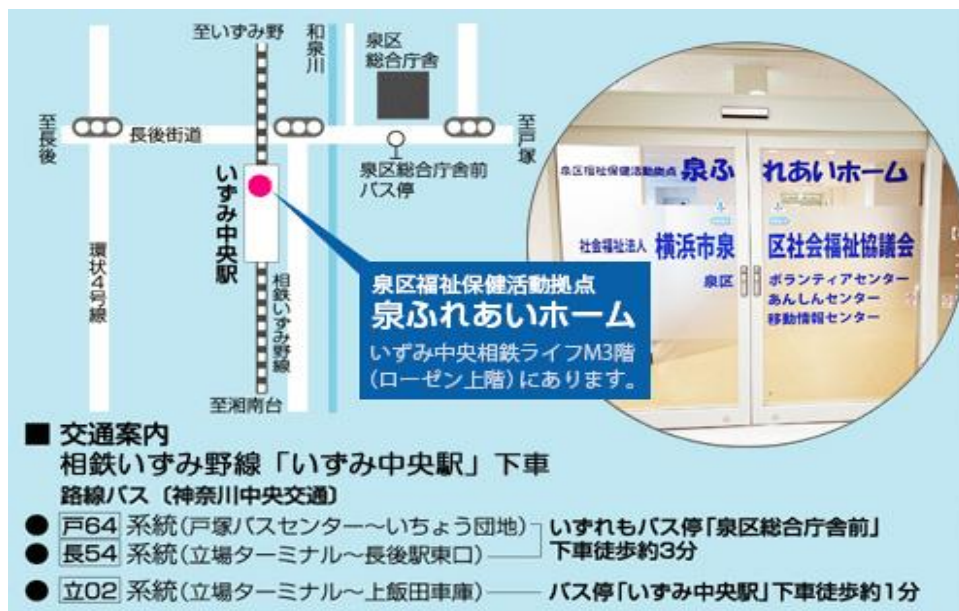 至いずみ野
和泉川
泉区
総合庁舎
至長後
長後街道
至戸塚
泉区総合庁舎前
バス停
いずみ中央駅
環状4号線
相鉄いずみ野線
至湘南台
泉区福祉保健活動拠点
泉ふれあいホーム
いずみ中央相鉄ライフM3階
(ローゼン上階)にあります。
泉区福祉保健活動拠点 泉ふれあいホーム
社会福祉法人 横浜市泉区社会福祉協議会
泉区 ボランティアセンター
あんしんセンター
移動情報センター
■ 交通案内
相鉄いずみ野線「いずみ中央駅」下車
路線バス〔神奈川中央交通〕
● 戸64 系統(戸塚バスセンター〜いちょう団地)
● 長54 系統(立場ターミナル〜長後駅東口)
いずれもバス停「泉区総合庁舎前」
下車徒歩約3分
● 立02 系統(立場ターミナル〜上飯田車庫) バス停「いずみ中央駅」下車徒歩約1分